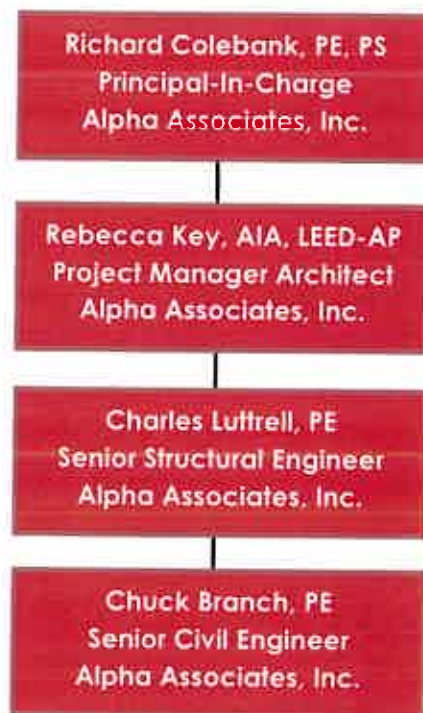 Richard Colebank, PE, PS
Principal-In-Charge
Alpha Associates, Inc.
Rebecca Key, AIA, LEED-AP
Project Manager Architect
Alpha Associates, Inc.
Charles Luttrell, PE
Senior Structural Engineer
Alpha Associates, Inc.
Chuck Branch, PE
Senior Civil Engineer
Alpha Associates, Inc.